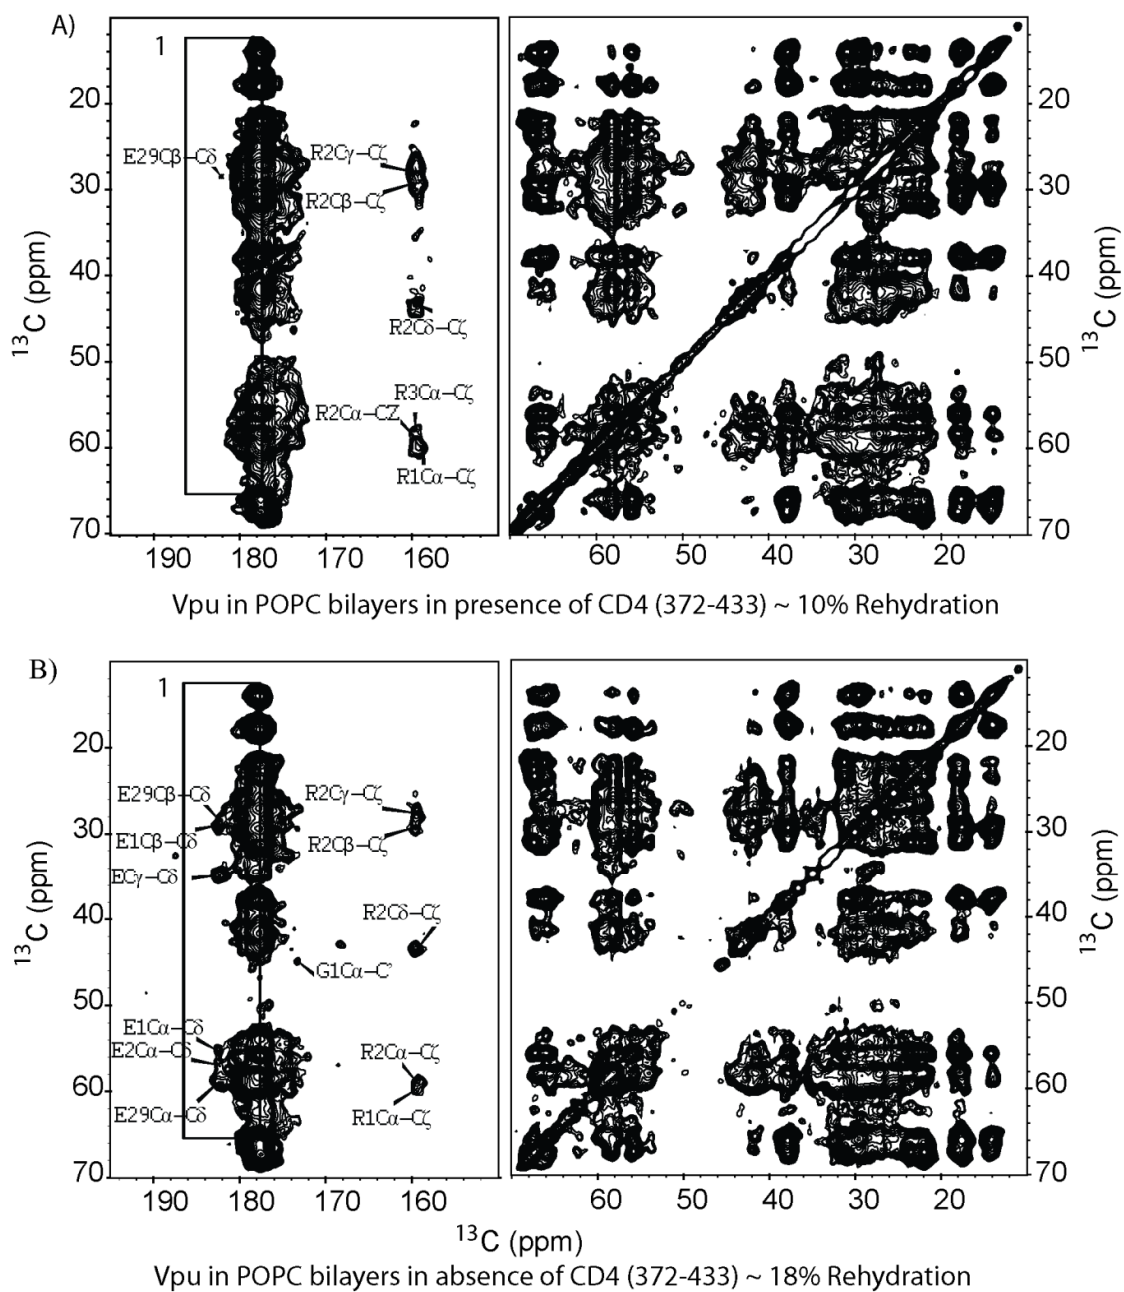 A)
1
20
30
40
50
60
70
13C (ppm)
E29Cβ–Cδ
R2Cγ–Cζ
R2Cβ–Cζ
R2Cδ–Cζ
R3Cα–Cζ
R2Cα–CZ
R1Cα–Cζ
190 180 170 160
60 50 40 30 20
20
30
40
50
60
70
13C (ppm)
Vpu in POPC bilayers in presence of CD4 (372-433) ~ 10% Rehydration
B)
1
20
30
40
50
60
70
13C (ppm)
E29Cβ–Cδ
E1Cβ–Cδ
ECγ–Cδ
R2Cγ–Cζ
R2Cβ–Cζ
R2Cδ–Cζ
G1Cα–C'
E1Cα–Cδ
E2Cα–Cδ
E29Cα–Cδ
R2Cα–Cζ
R1Cα–Cζ
190 180 170 160
60 50 40 30 20
20
30
40
50
60
70
13C (ppm)
13C (ppm)
Vpu in POPC bilayers in absence of CD4 (372-433) ~ 18% Rehydration